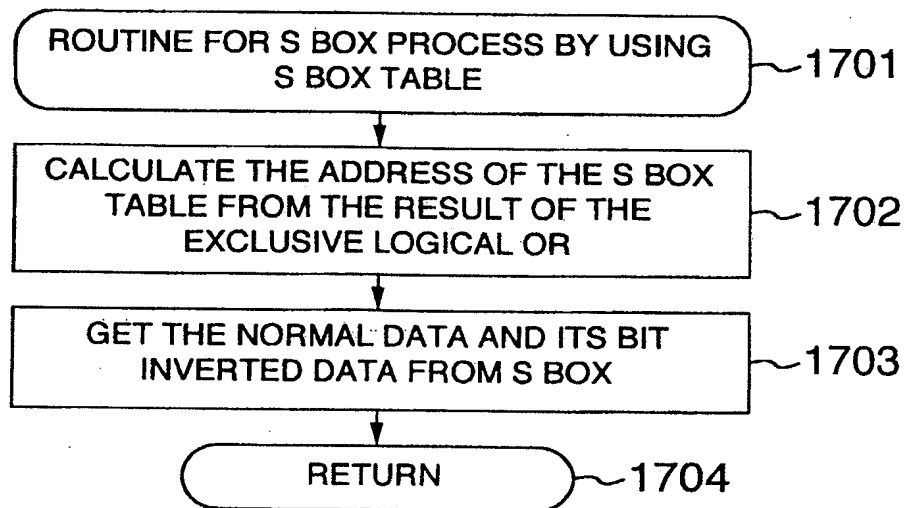 ROUTINE FOR S BOX PROCESS BY USING
S BOX TABLE
1701
CALCULATE THE ADDRESS OF THE S BOX
TABLE FROM THE RESULT OF THE
EXCLUSIVE LOGICAL OR
1702
GET THE NORMAL DATA AND ITS BIT
INVERTED DATA FROM S BOX
1703
RETURN
1704